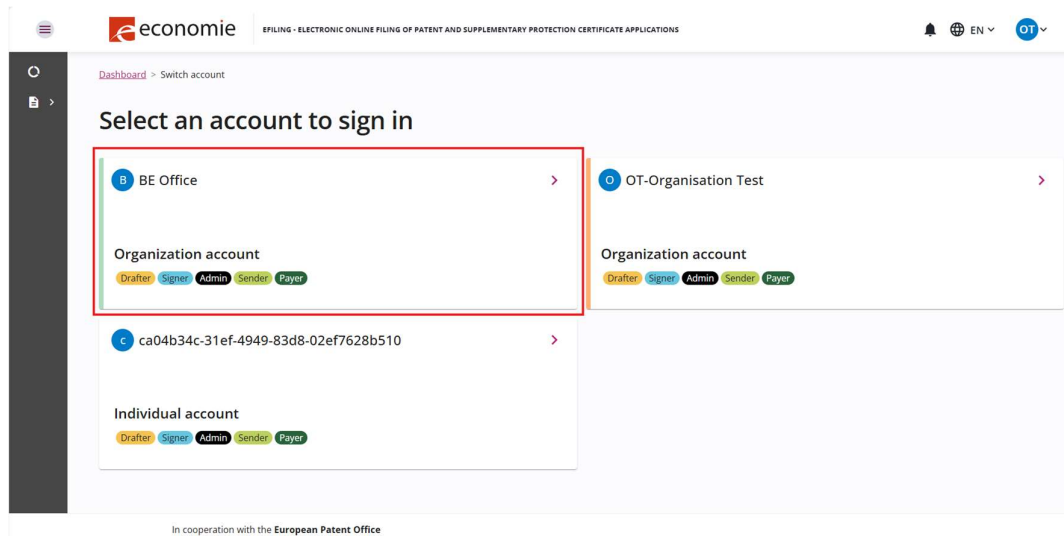 economie
EFILING - ELECTRONIC ONLINE FILING OF PATENT AND SUPPLEMENTARY PROTECTION CERTIFICATE APPLICATIONS
EN
OT
Dashboard > Switch account
Select an account to sign in
B BE Office
Organization account
Drafter Signer Admin Sender Payer
O OT-Organisation Test
Organization account
Drafter Signer Admin Sender Payer
c ca04b34c-31ef-4949-83d8-02ef7628b510
Individual account
Drafter Signer Admin Sender Payer
In cooperation with the European Patent Office